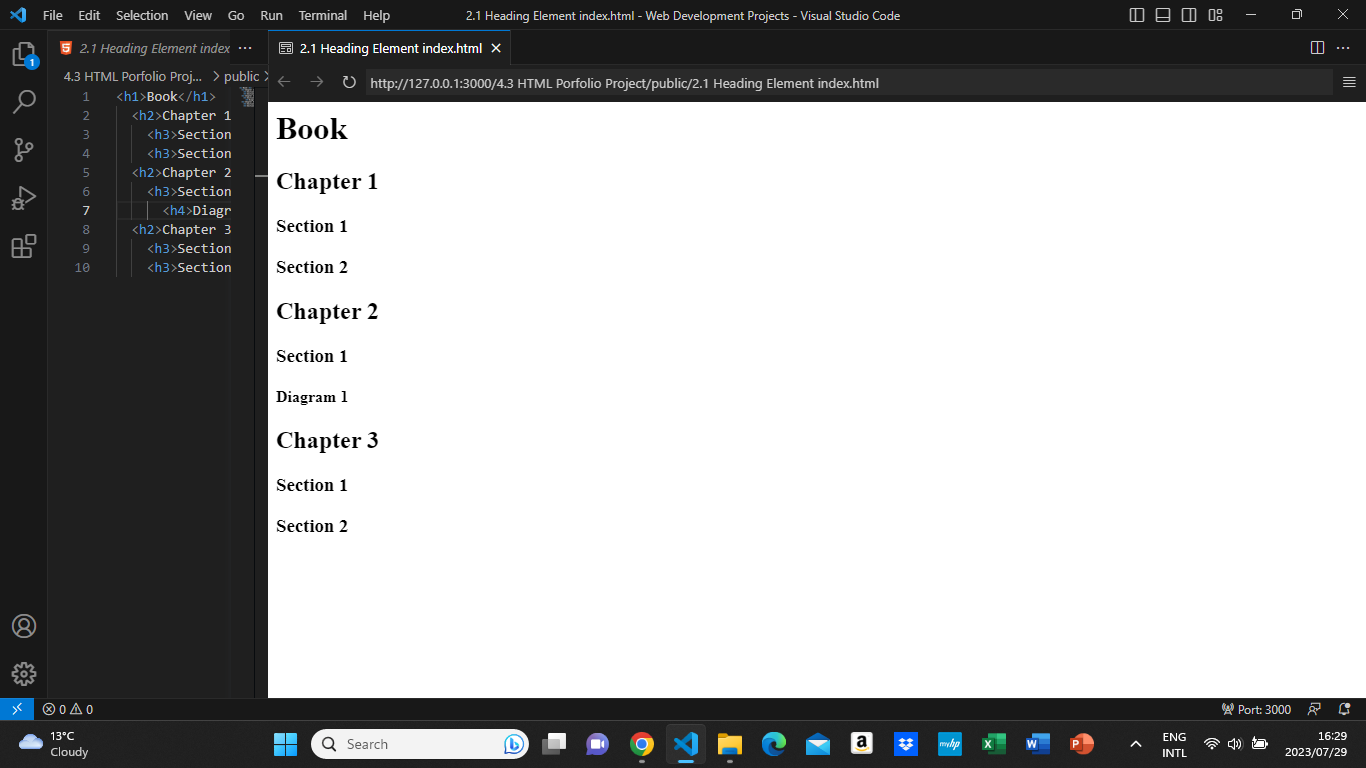 File Edit Selection View Go Run Terminal Help
2.1 Heading Element index.html - Web Development Projects - Visual Studio Code
2.1 Heading Element index
4.3 HTML Porfolio Proj... > public >
1 <h1>Book</h1>
2 <h2>Chapter 1
3 <h3>Section
4 <h3>Section
5 <h2>Chapter 2
6 <h3>Section
7 <h4>Diagr
8 <h2>Chapter 3
9 <h3>Section
10 <h3>Section
2.1 Heading Element index.html
http://127.0.0.1:3000/4.3 HTML Porfolio Project/public/2.1 Heading Element index.html
Book
Chapter 1
Section 1
Section 2
Chapter 2
Section 1
Diagram 1
Chapter 3
Section 1
Section 2
1
0 0
Port: 3000
13°C
Cloudy
Search
a
myhp
X
W
P
ENG
INTL
16:29
2023/07/29